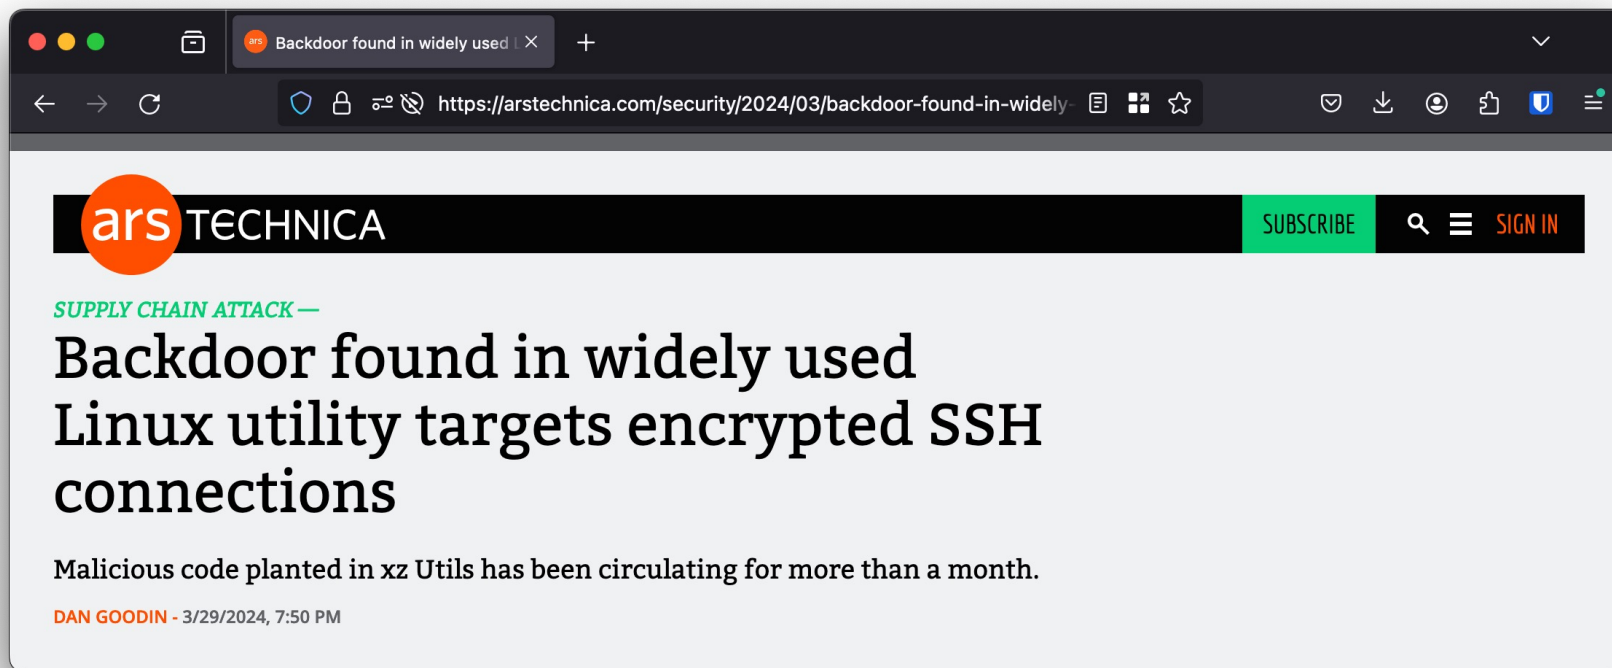 Backdoor found in widely used
https://arstechnica.com/security/2024/03/backdoor-found-in-widely-
ars TECHNICA
SUBSCRIBE
SIGN IN
SUPPLY CHAIN ATTACK —
Backdoor found in widely used
Linux utility targets encrypted SSH
connections
Malicious code planted in xz Utils has been circulating for more than a month.
DAN GOODIN - 3/29/2024, 7:50 PM